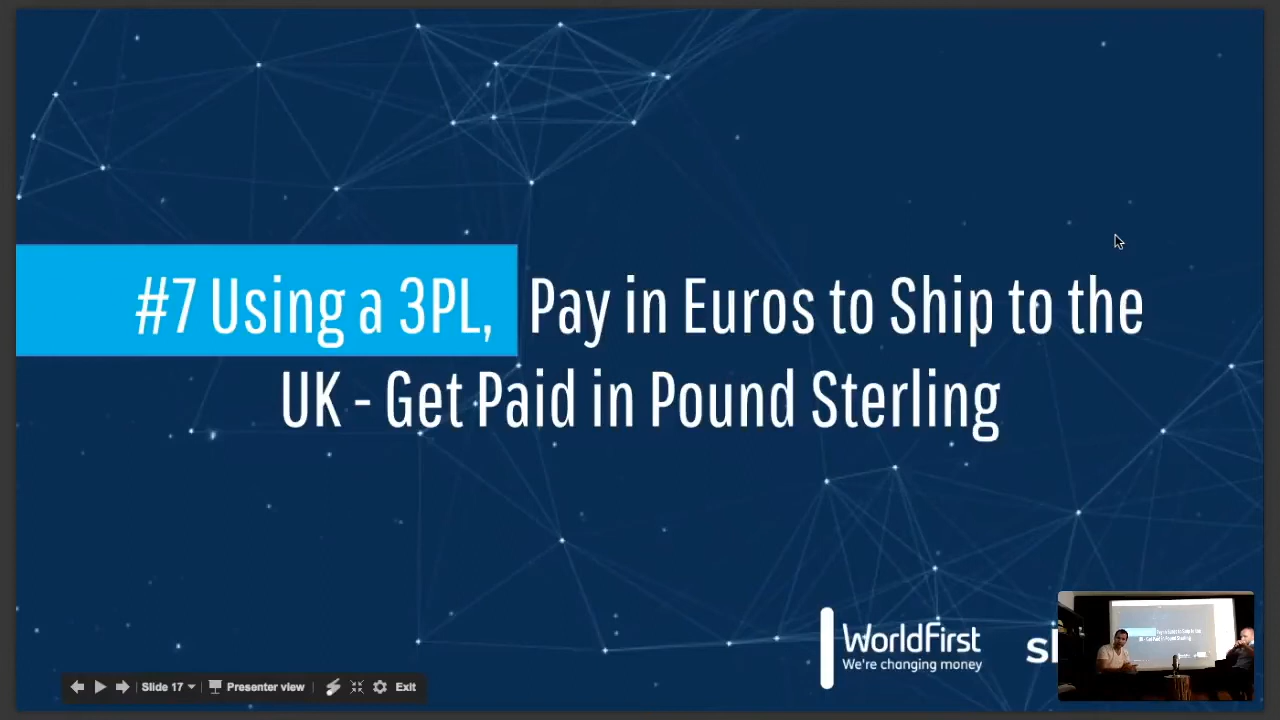 #7 Using a 3PL, Pay in Euros to Ship to the
UK - Get Paid in Pound Sterling
WorldFirst
We're changing money
Slide 17
Presenter view
Exit